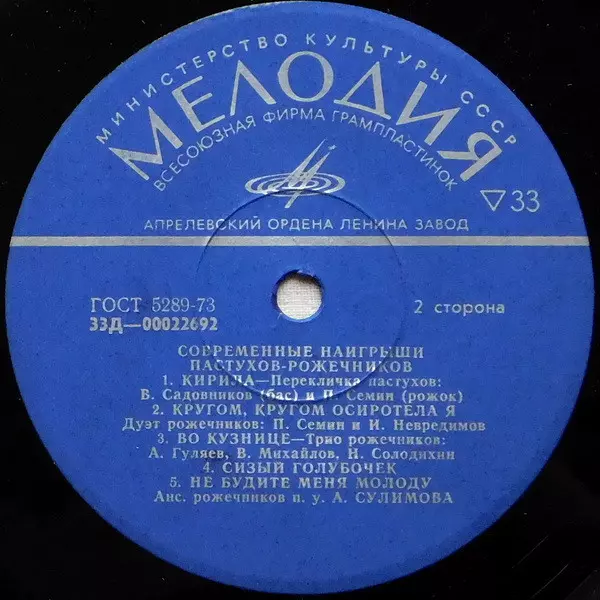 МИНИСТЕРСТВО КУЛЬТУРЫ СССР
МЕЛОДИЯ
ВСЕСОЮЗНАЯ ФИРМА ГРАМПЛАСТИНОК
▽33
АПРЕЛЕВСКИЙ ОРДЕНА ЛЕНИНА ЗАВОД
ГОСТ 5289-73
33Д—00022692
2 сторона
СОВРЕМЕННЫЕ НАИГРЫШИ
ПАСТУХОВ-РОЖЕЧНИКОВ
1. КИРИЛА—Перекличка пастухов:
В. Садовников (бас) и П. Семин (рожок)
2. КРУГОМ, КРУГОМ ОСИРОТЕЛА Я
Дуэт рожечников: П. Семин и И. Невредимов
3. ВО КУЗНИЦЕ—Трио рожечников:
А. Гуляев, В. Михайлов, Н. Солодихин
4. СИЗЫЙ ГОЛУБОЧЕК
5. НЕ БУДИТЕ МЕНЯ МОЛОДУ
Анс. рожечников п. у А. СУЛИМОВА